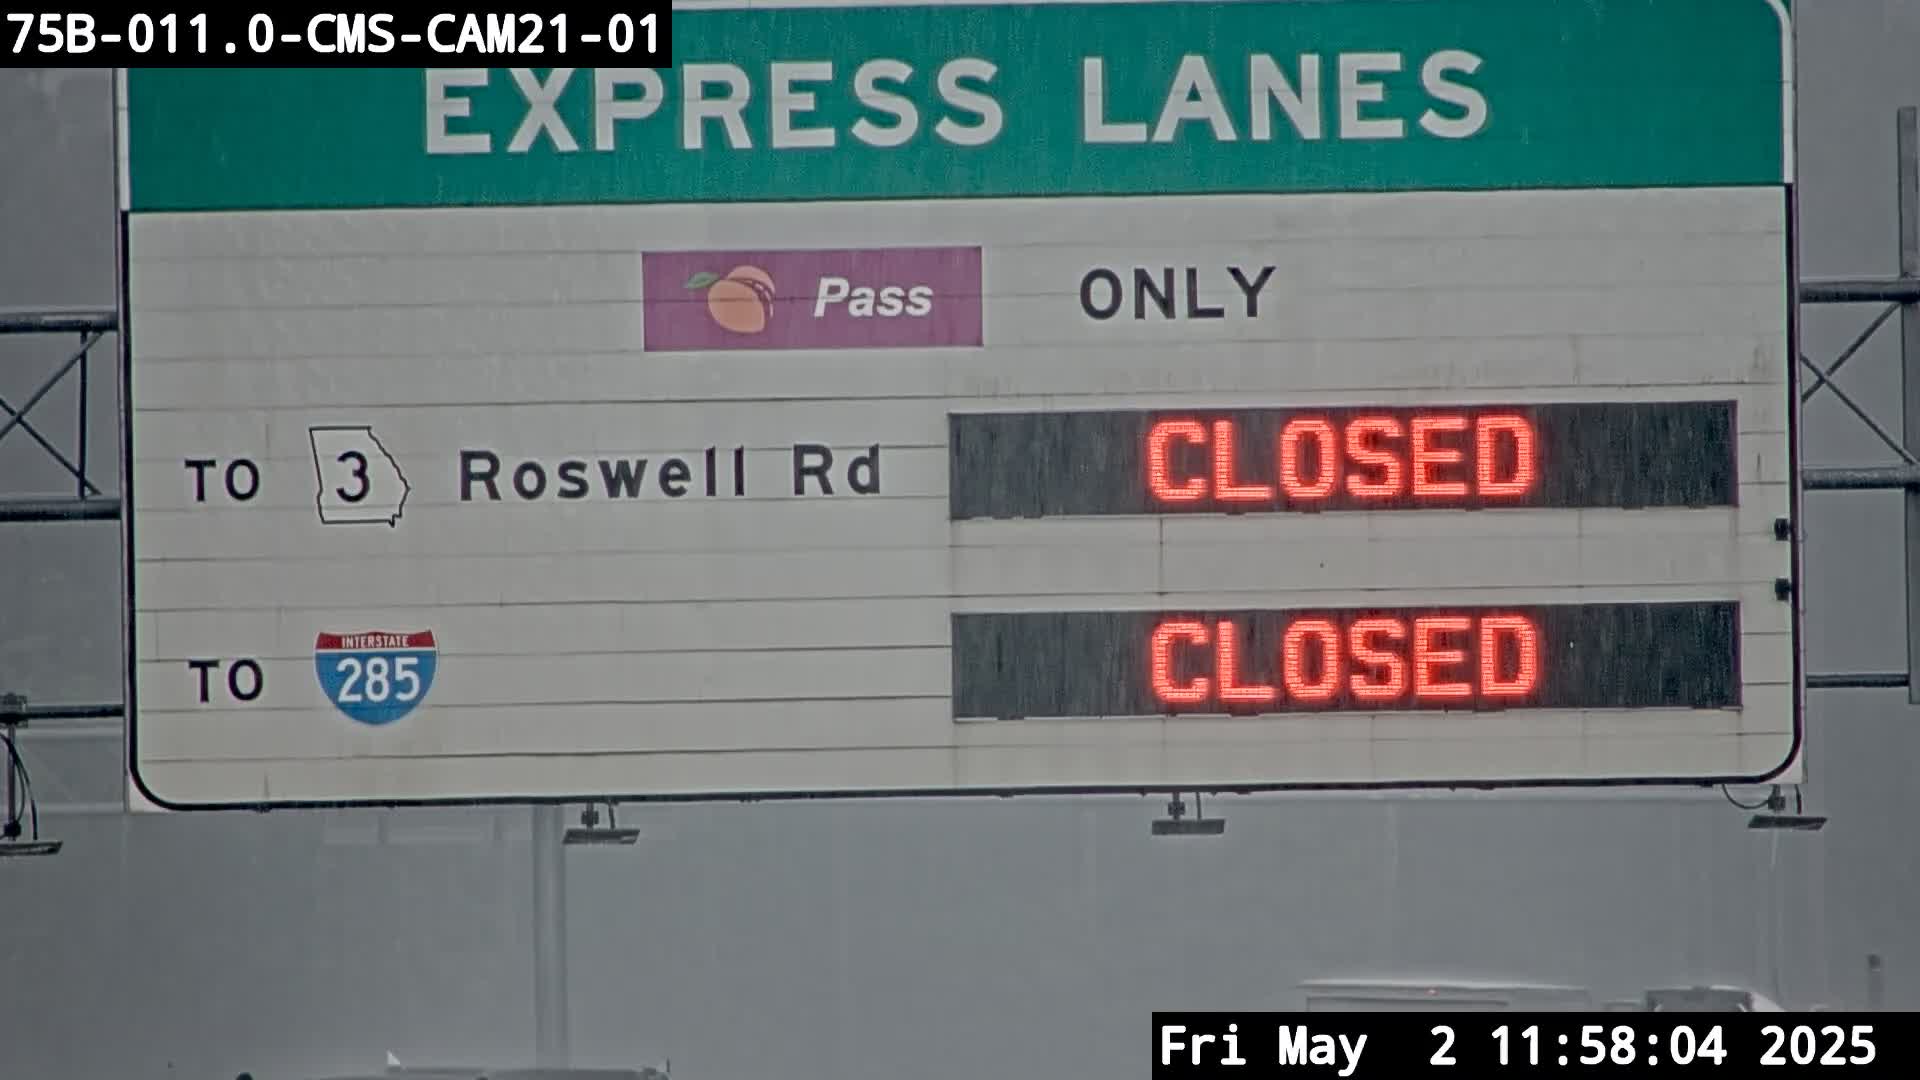 75B-011.0-CMS-CAM21-01
EXPRESS LANES
Pass ONLY
TO 3 Roswell Rd CLOSED
INTERSTATE
TO 285 CLOSED
Fri May 2 11:58:04 2025